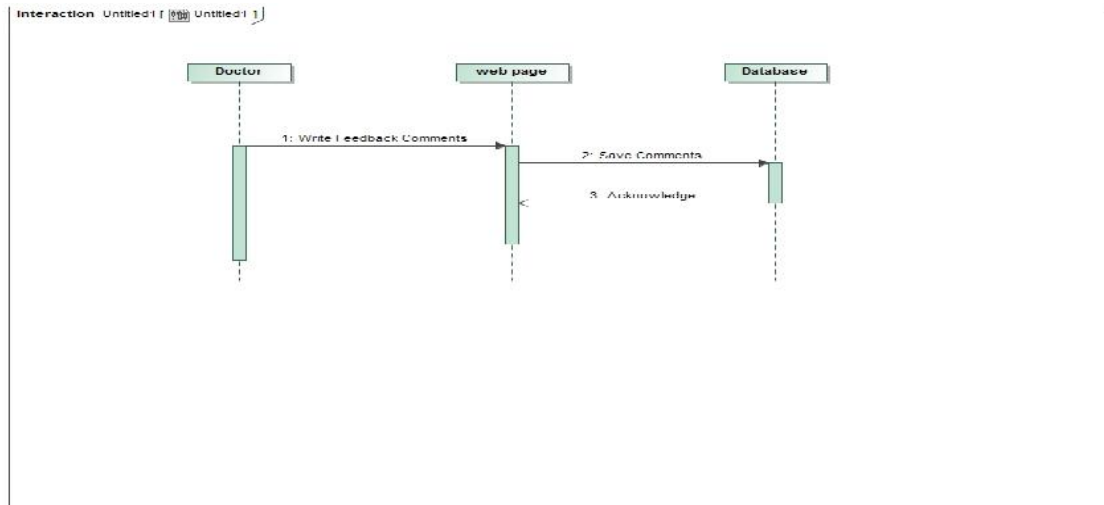 Interaction Untitled1 [ Untitled1 ]
Doctor
web page
Database
1: Write Feedback Comments
2: Save Comments
3: Acknowledge